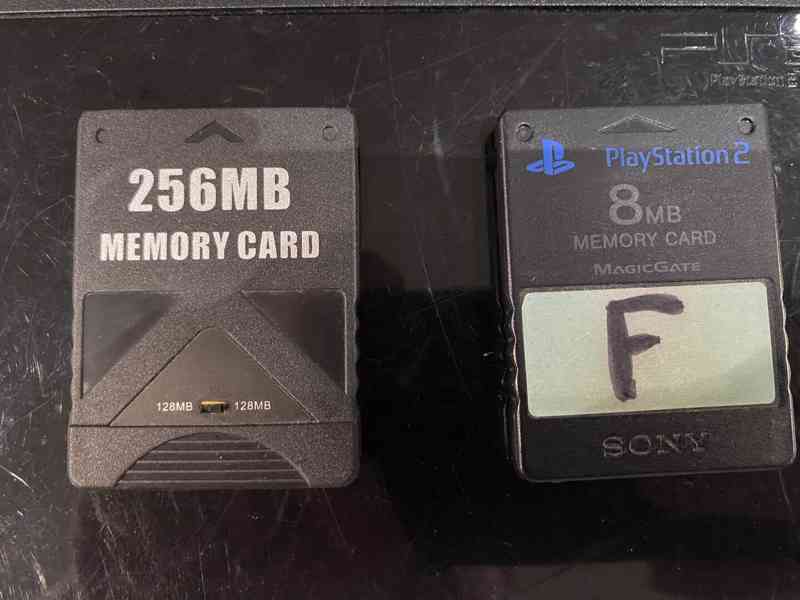 256MB
MEMORY CARD
128MB 128MB
PlayStation 2
8MB
MEMORY CARD
MAGICGATE
F
SONY
PlayStation